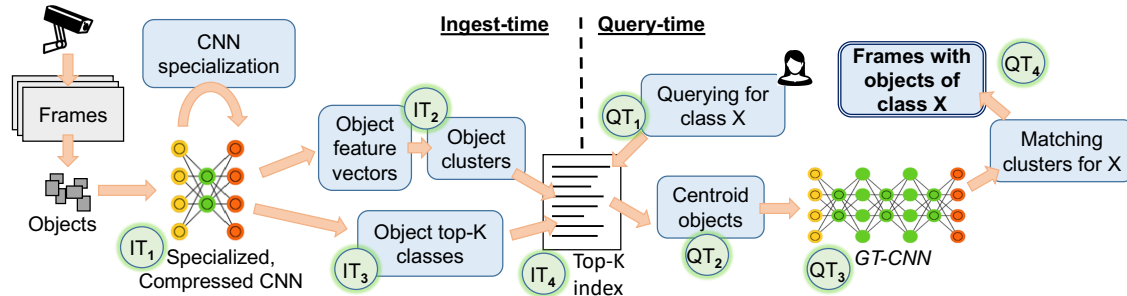 Ingest-time
Query-time
CNN
specialization
Frames
Objects
IT1
Specialized,
Compressed CNN
Object
feature
vectors
IT2
Object
clusters
IT3
Object top-K
classes
IT4
Top-K
index
QT1
Querying for
class X
QT2
Centroid
objects
QT3
GT-CNN
Matching
clusters for X
QT4
Frames with
objects of
class X